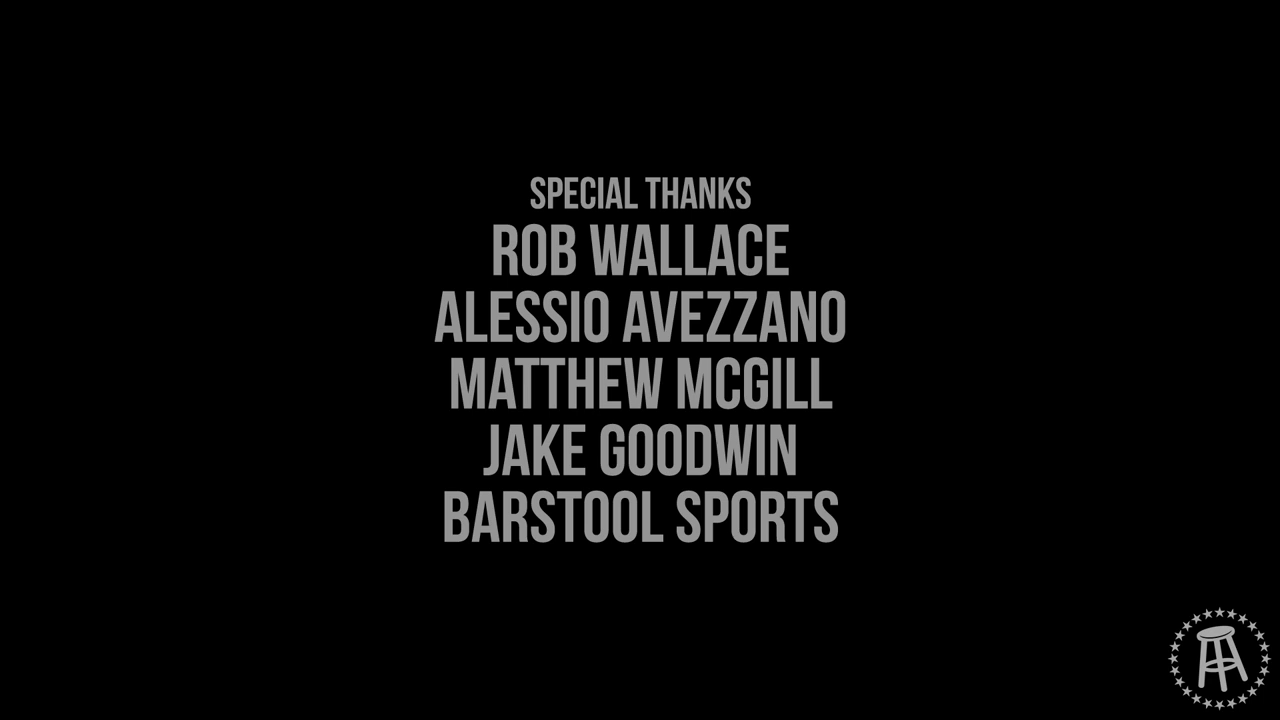 SPECIAL THANKS
ROB WALLACE
ALESSIO AVEZZANO
MATTHEW MCGILL
JAKE GOODWIN
BARSTOOL SPORTS